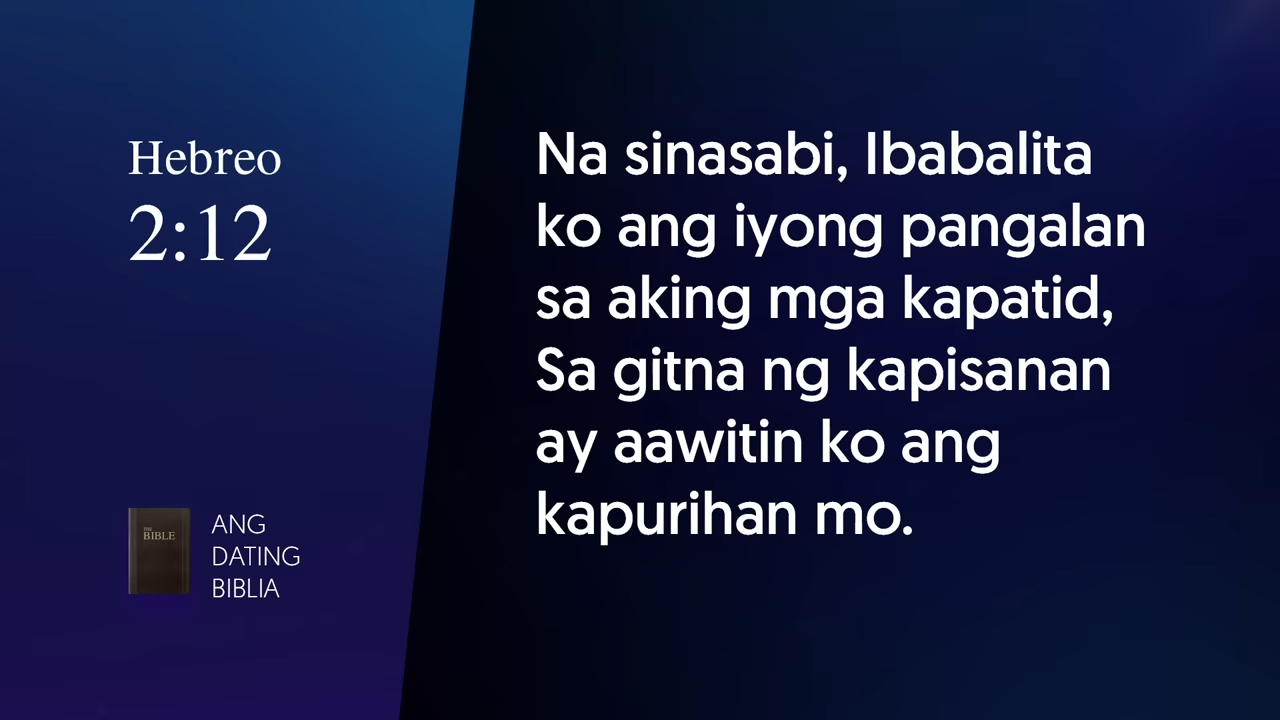 Hebreo
2:12
Na sinasabi, Ibabalita
ko ang iyong pangalan
sa aking mga kapatid,
Sa gitna ng kapisanan
ay aawitin ko ang
kapurihan mo.
THE
BIBLE
ANG
DATING
BIBLIA